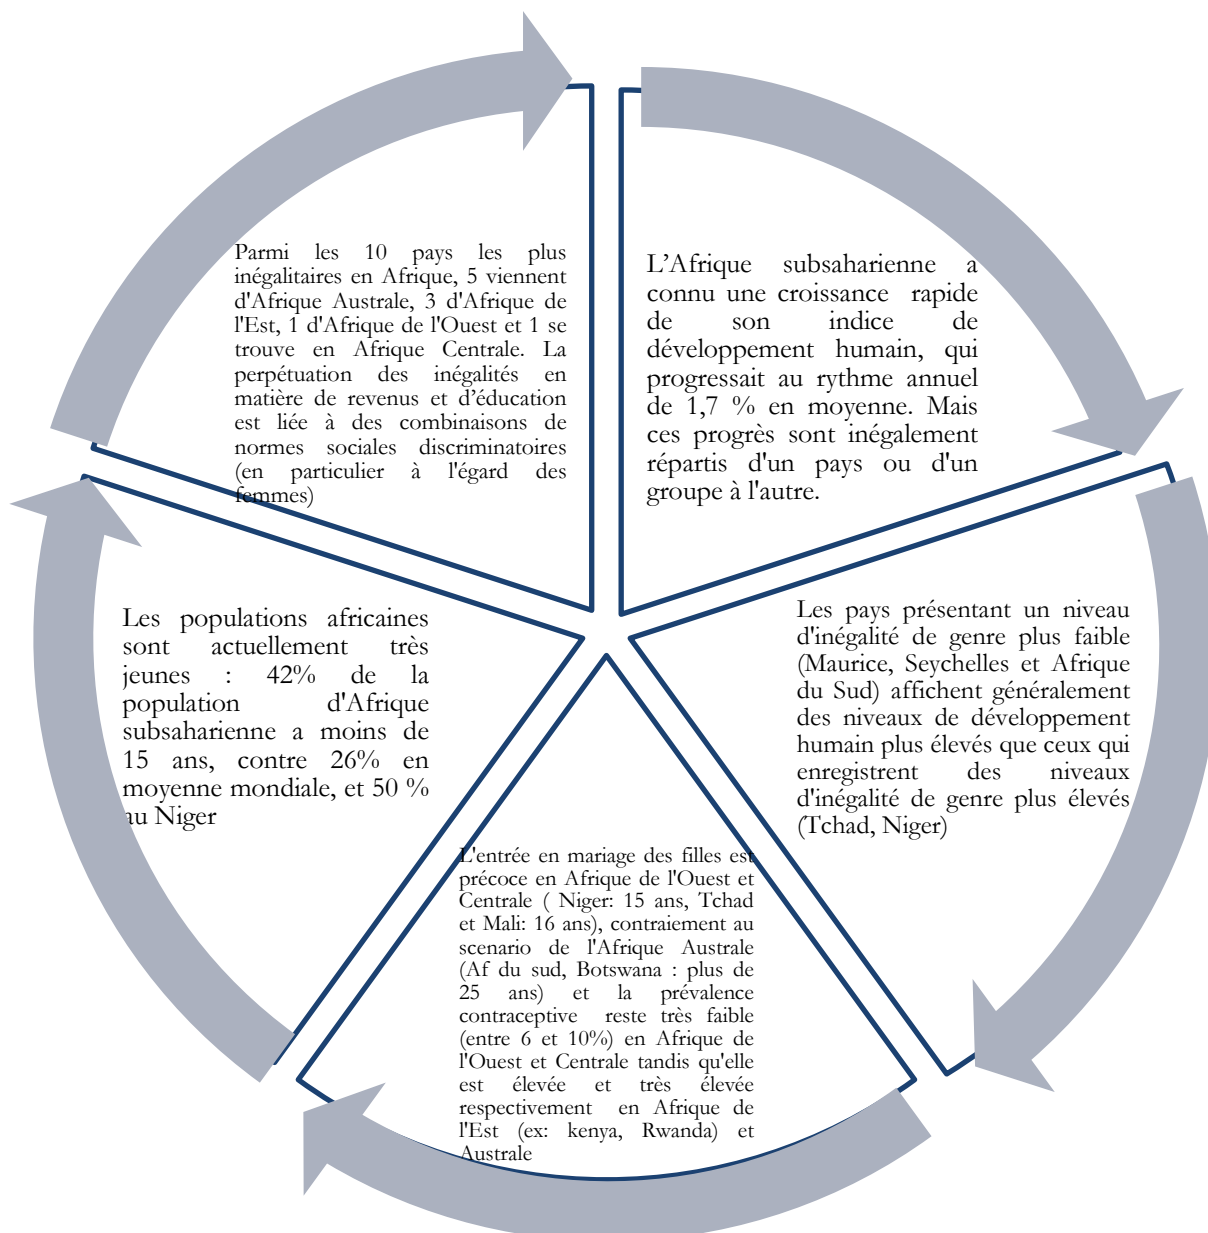 Parmi les 10 pays les plus
inégalitaires en Afrique, 5 viennent
d'Afrique Australe, 3 d'Afrique de
l'Est, 1 d'Afrique de l'Ouest et 1 se
trouve en Afrique Centrale. La
perpétuation des inégalités en
matière de revenus et d'éducation
est liée à des combinaisons de
normes sociales discriminatoires
(en particulier à l'égard des
femmes)
L'Afrique subsaharienne a
connu une croissance rapide
de son indice de
développement humain, qui
progressait au rythme annuel
de 1,7 % en moyenne. Mais
ces progrès sont inégalement
répartis d'un pays ou d'un
groupe à l'autre.
Les pays présentant un niveau
d'inégalité de genre plus faible
(Maurice, Seychelles et Afrique
du Sud) affichent généralement
des niveaux de développement
humain plus élevés que ceux qui
enregistrent des niveaux
d'inégalité de genre plus élevés
(Tchad, Niger)
L'entrée en mariage des filles est
précoce en Afrique de l'Ouest et
Centrale ( Niger: 15 ans, Tchad
et Mali: 16 ans), contraiement au
scenario de l'Afrique Australe
(Af du sud, Botswana : plus de
25 ans) et la prévalence
contraceptive reste très faible
(entre 6 et 10%) en Afrique de
l'Ouest et Centrale tandis qu'elle
est élevée et très élevée
respectivement en Afrique de
l'Est (ex: kenya, Rwanda) et
Australe
Les populations africaines
sont actuellement très
jeunes : 42% de la
population d'Afrique
subsaharienne a moins de
15 ans, contre 26% en
moyenne mondiale, et 50 %
au Niger